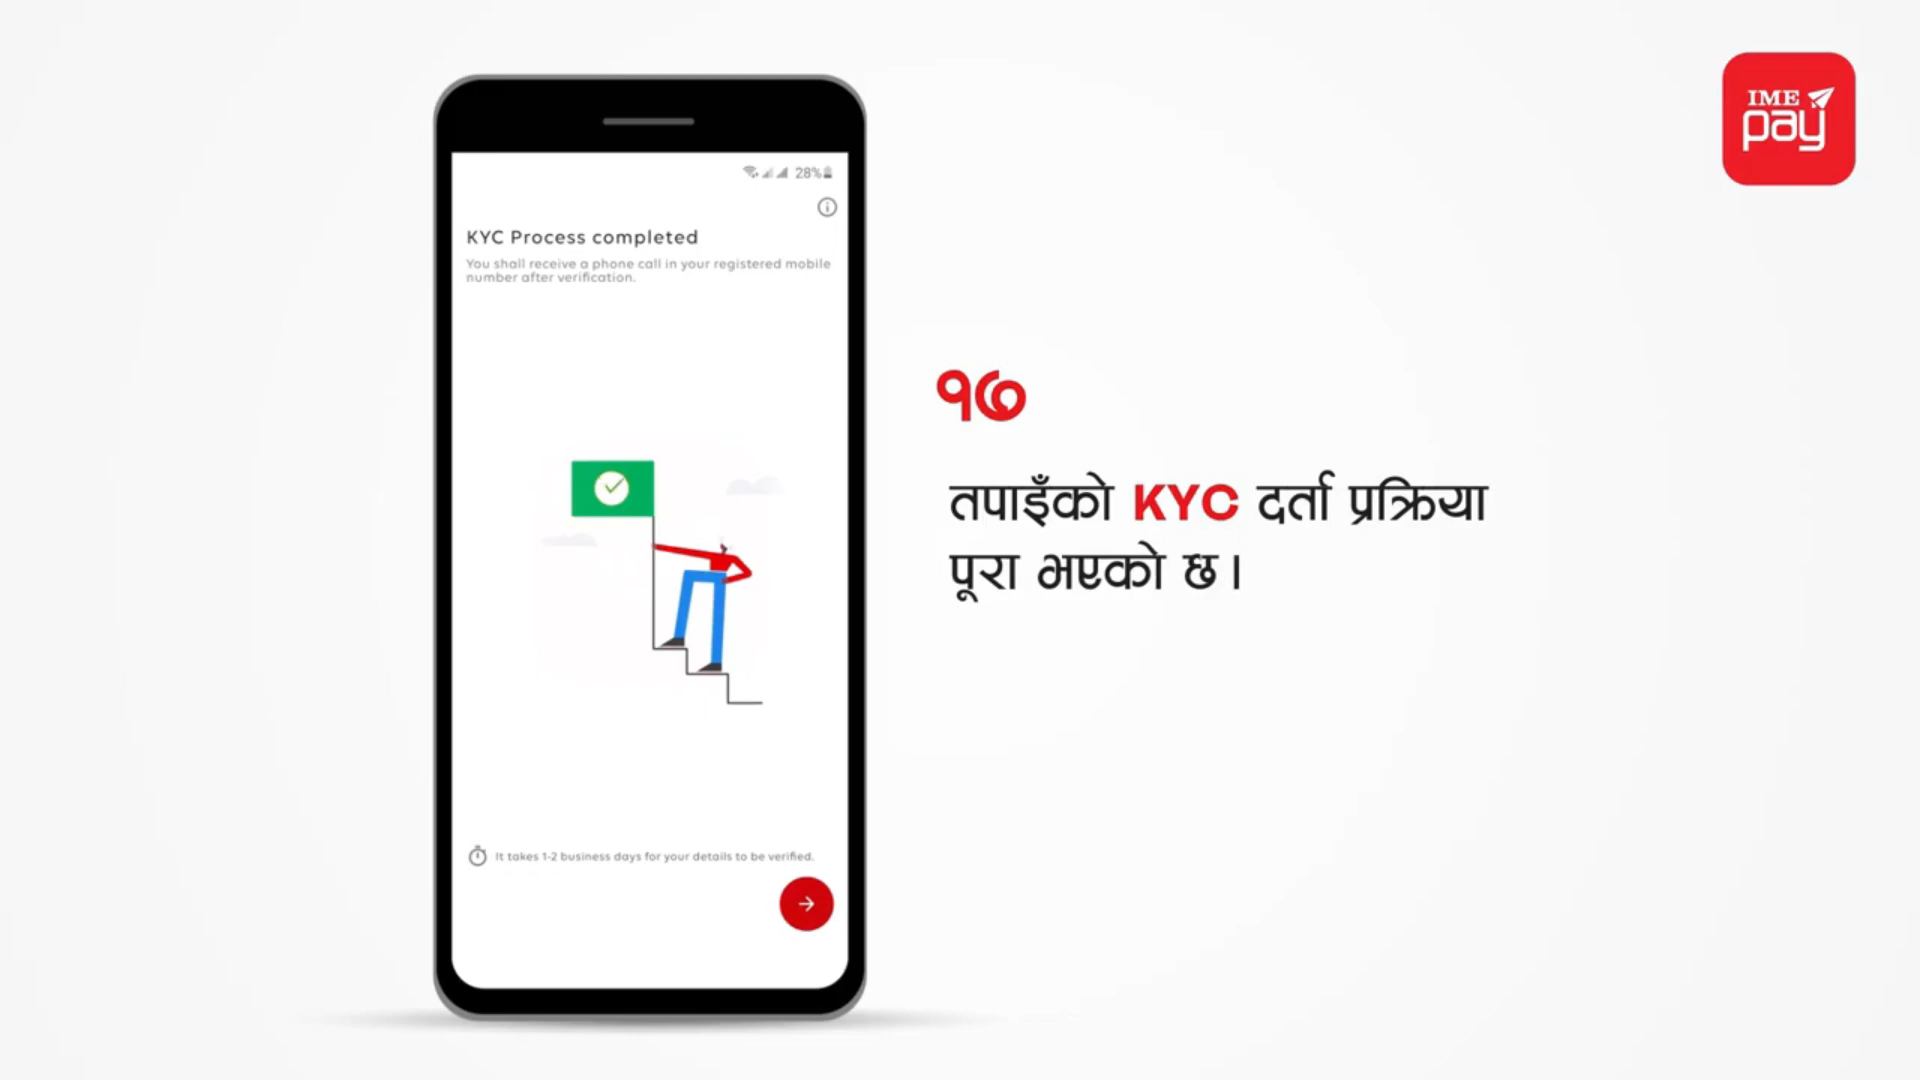 IME
pay
28%
KYC Process completed
You shall receive a phone call in your registered mobile
number after verification.
१७
तपाइँको KYC दर्ता प्रक्रिया
पूरा भएको छ।
It takes 1-2 business days for your details to be verified.